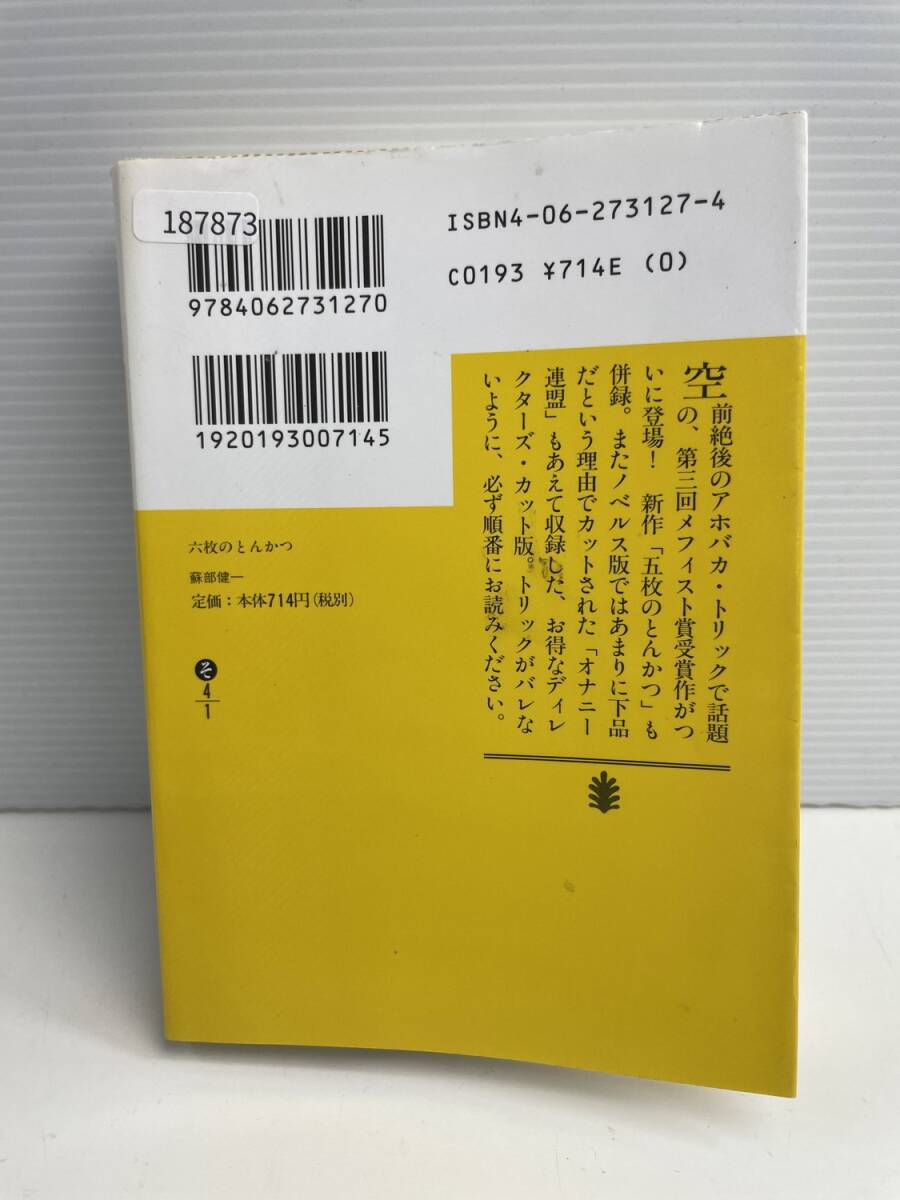 187873
ISBN4-06-273127-4
C0193 ¥714E (0)
9784062731270
1920193007145
空前絶後のアホバカ・トリックで話題
の、第三回メフィスト賞受賞作がつ
いに登場！　新作「五枚のとんかつ」も
併録。またノベルス版ではあまりに下品
だという理由でカットされた「オナニー
連盟」もあえて収録した、お得なディレ
クターズ・カット版。トリックがバレな
いように、必ず順番にお読みください。
六枚のとんかつ
蘇部健一
定価：本体714円(税別)
そ
4
1